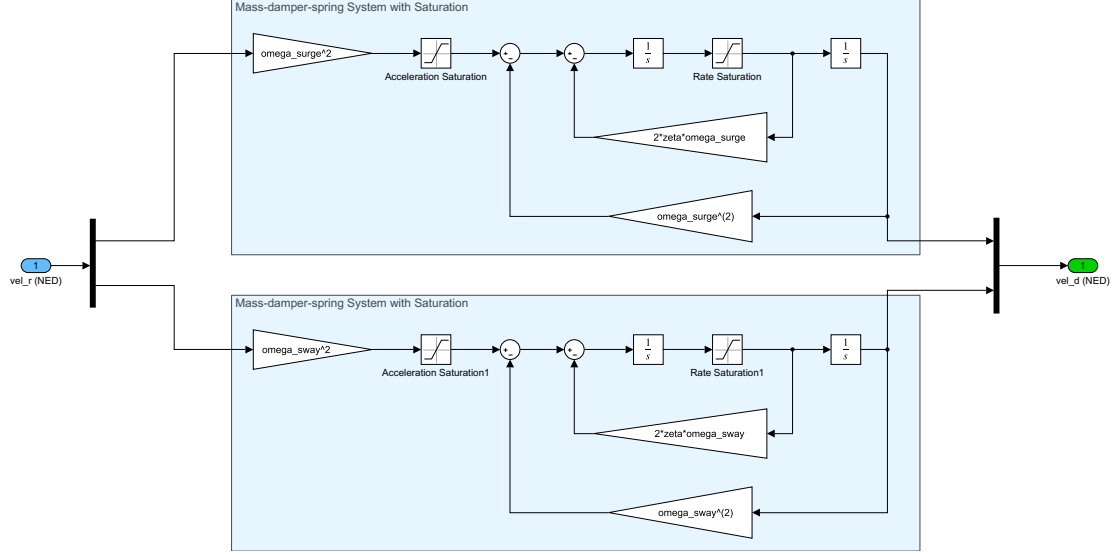 Mass-damper-spring System with Saturation
omega_surge^2
Acceleration Saturation
+
−
+
−
1
s
Rate Saturation
1
s
2*zeta*omega_surge
omega_surge^(2)
1
vel_r (NED)
1
vel_d (NED)
Mass-damper-spring System with Saturation
omega_sway^2
Acceleration Saturation1
+
−
+
−
1
s
Rate Saturation1
1
s
2*zeta*omega_sway
omega_sway^(2)